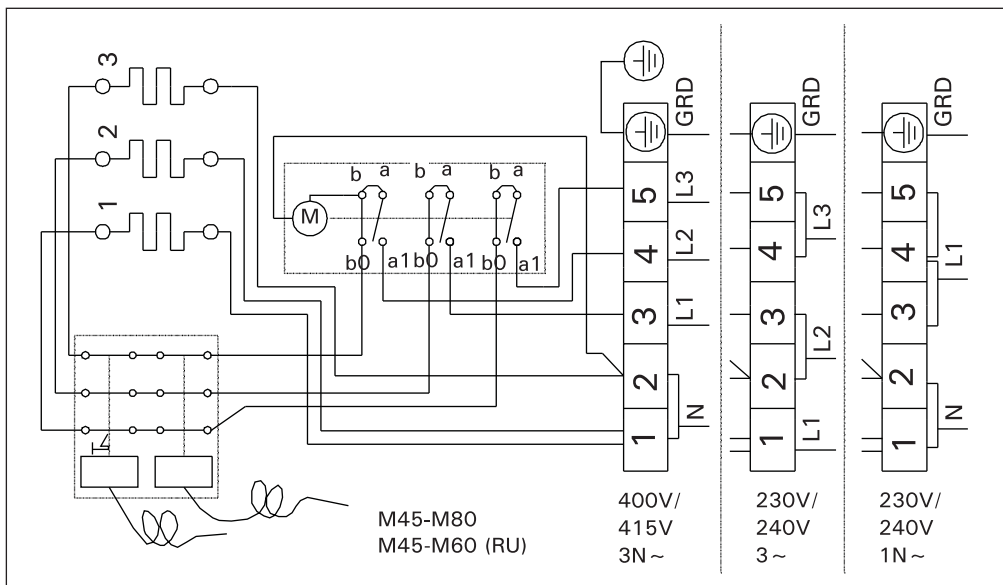 3
2
1
b a b a b a
M
b0 a1 b0 a1 b0 a1
GRD
5 L3
4 L2
3 L1
2
1
N
400V/
415V
3N~
GRD
5
4
L3
3
2
L2
1 L1
230V/
240V
3~
GRD
5
4
3
L1
2
1
N
230V/
240V
1N~
M45-M80
M45-M60 (RU)